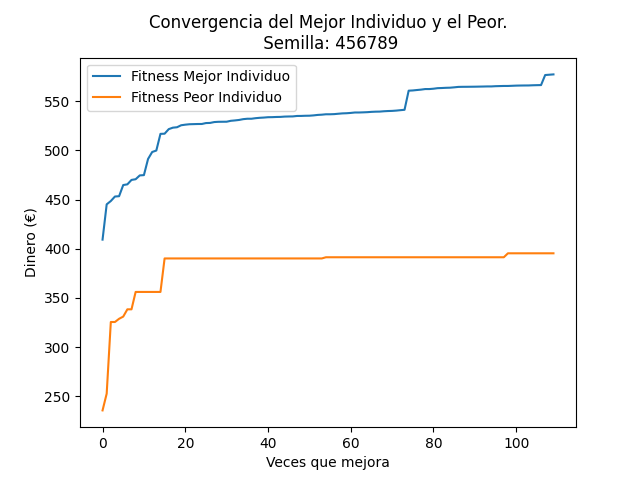 Convergencia del Mejor Individuo y el Peor.
Semilla: 456789
Fitness Mejor Individuo
Fitness Peor Individuo
Dinero (€)
550
500
450
400
350
300
250
0 20 40 60 80 100
Veces que mejora